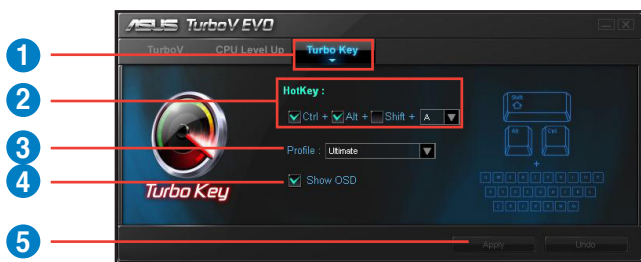 ASUS TurboV EVO
TurboV CPU Level Up Turbo Key
1
HotKey :
2
Ctrl + Alt + Shift + A
3
Profile : Ultimate
4
Show OSD
Turbo Key
Shift
Alt Ctrl
+
5
Apply Undo